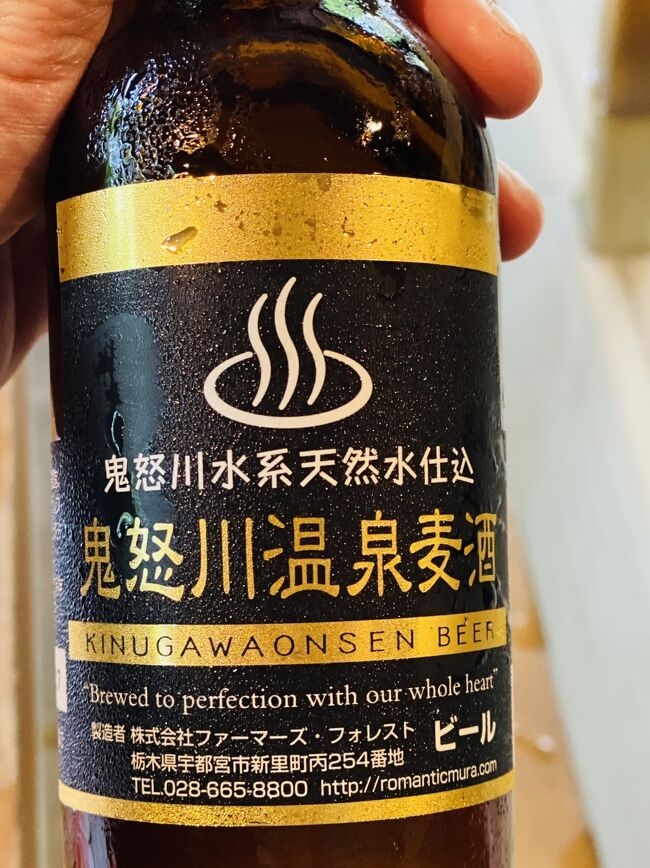 鬼怒川水系天然水仕込
鬼怒川温泉麦酒
KINUGAWAONSEN BEER
"Brewed to perfection with our whole heart"
製造者 株式会社ファーマーズ・フォレスト ビール
栃木県宇都宮市新里町丙254番地
TEL.028-665-8800 http://romanticmura.com